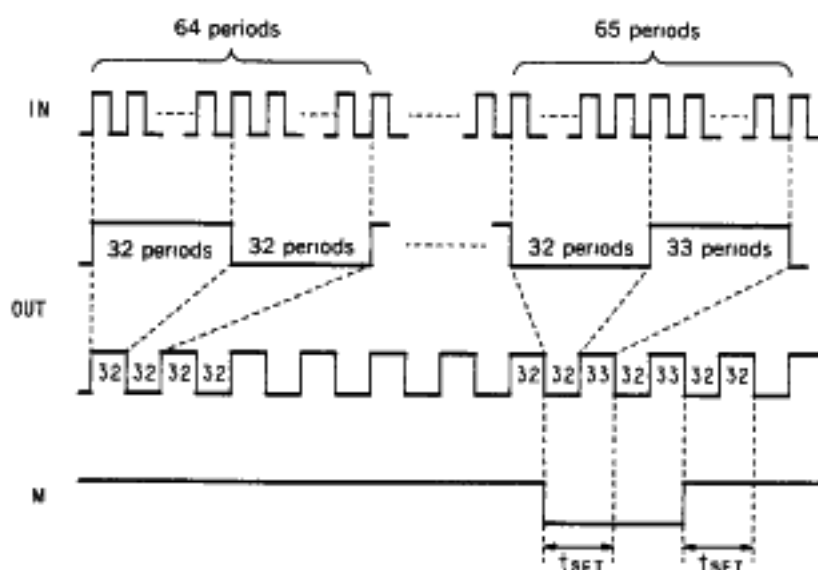 64 periods
65 periods
IN
32 periods
32 periods
32 periods
33 periods
OUT
32 32 32 32
32 32 33 32 33 32 32
M
tSET
tSET